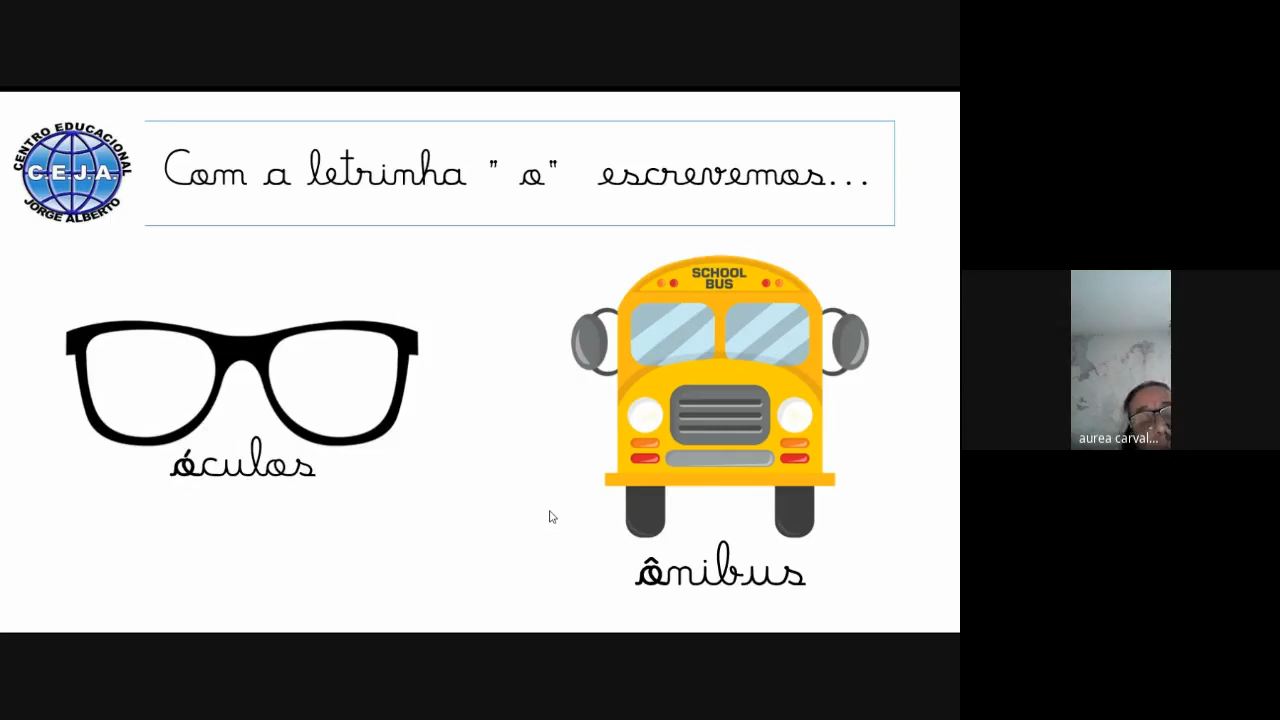 CENTRO EDUCACIONAL
C.E.J.A.
JORGE ALBERTO
Com a letrinha " o" escrevemos...
SCHOOL
BUS
óculos
ônibus
aurea carval...